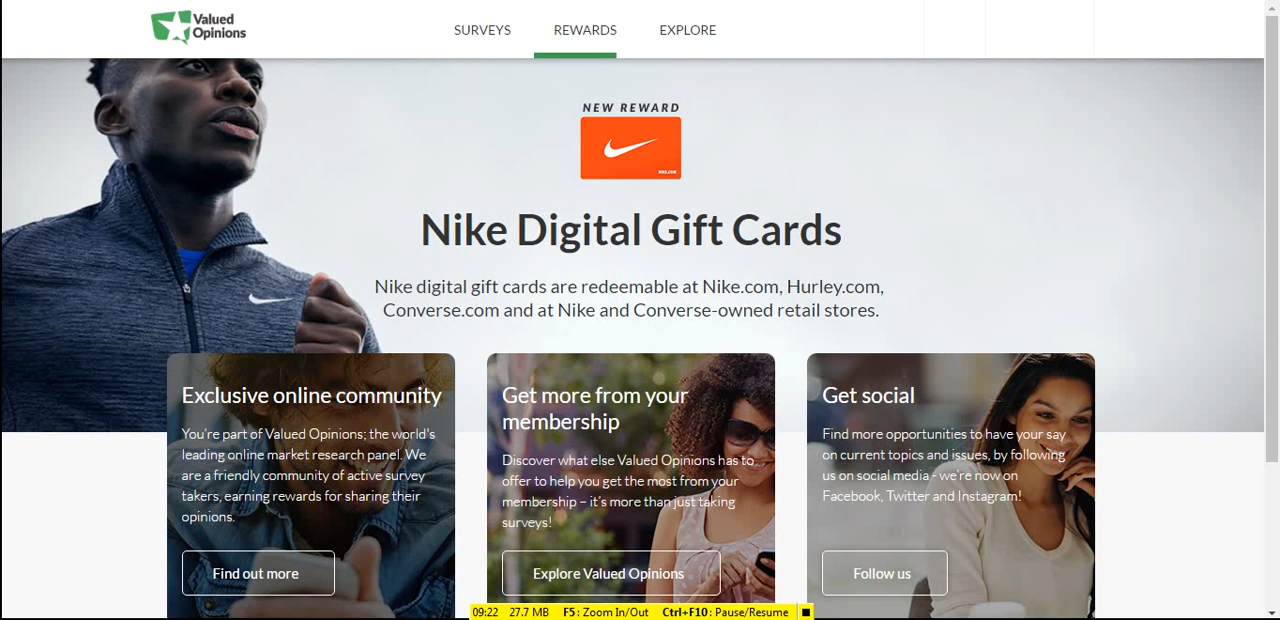 Valued
Opinions
SURVEYS REWARDS EXPLORE
NEW REWARD
NIKE.COM
Nike Digital Gift Cards
Nike digital gift cards are redeemable at Nike.com, Hurley.com,
Converse.com and at Nike and Converse-owned retail stores.
Exclusive online community
You're part of Valued Opinions; the world's
leading online market research panel. We
are a friendly community of active survey
takers, earning rewards for sharing their
opinions.
Find out more
Get more from your
membership
Discover what else Valued Opinions has to
offer to help you get the most from your
membership – it's more than just taking
surveys!
Explore Valued Opinions
Get social
Find more opportunities to have your say
on current topics and issues, by following
us on social media - we're now on
Facebook, Twitter and Instagram!
Follow us
09:22 27.7 MB F5: Zoom In/Out Ctrl+F10: Pause/Resume